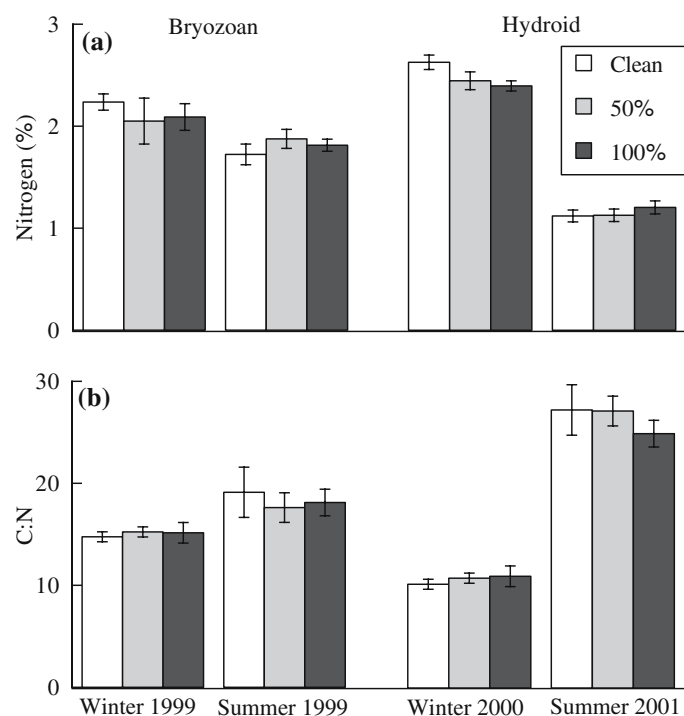 (a)
Bryozoan
Hydroid
Clean
50%
100%
Nitrogen (%)
3
2
1
0
(b)
C:N
30
20
10
0
Winter 1999
Summer 1999
Winter 2000
Summer 2001